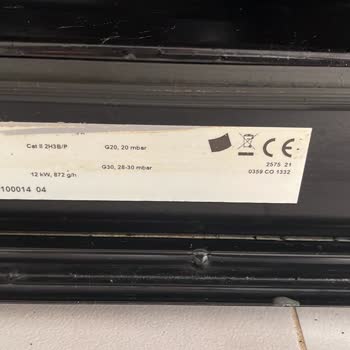 Cat II 2H3B/P
G20, 20 mbar
G30, 28-30 mbar
12 kW, 872 g/h
100014 04
CE
2575 21
0359 CO 1332